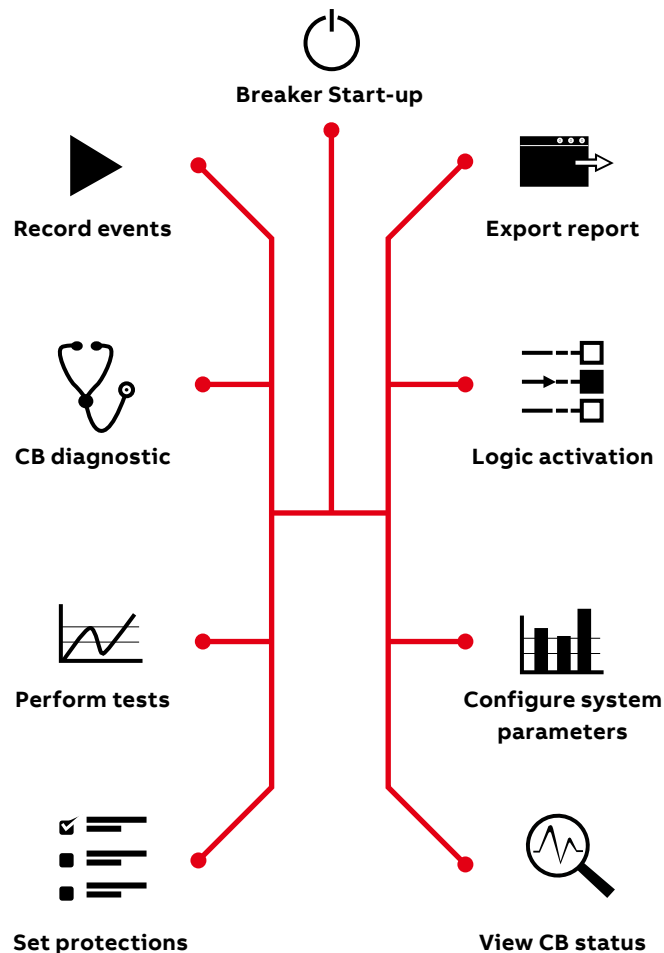 Breaker Start-up
Record events
Export report
CB diagnostic
Logic activation
Perform tests
Configure system
parameters
Set protections
View CB status